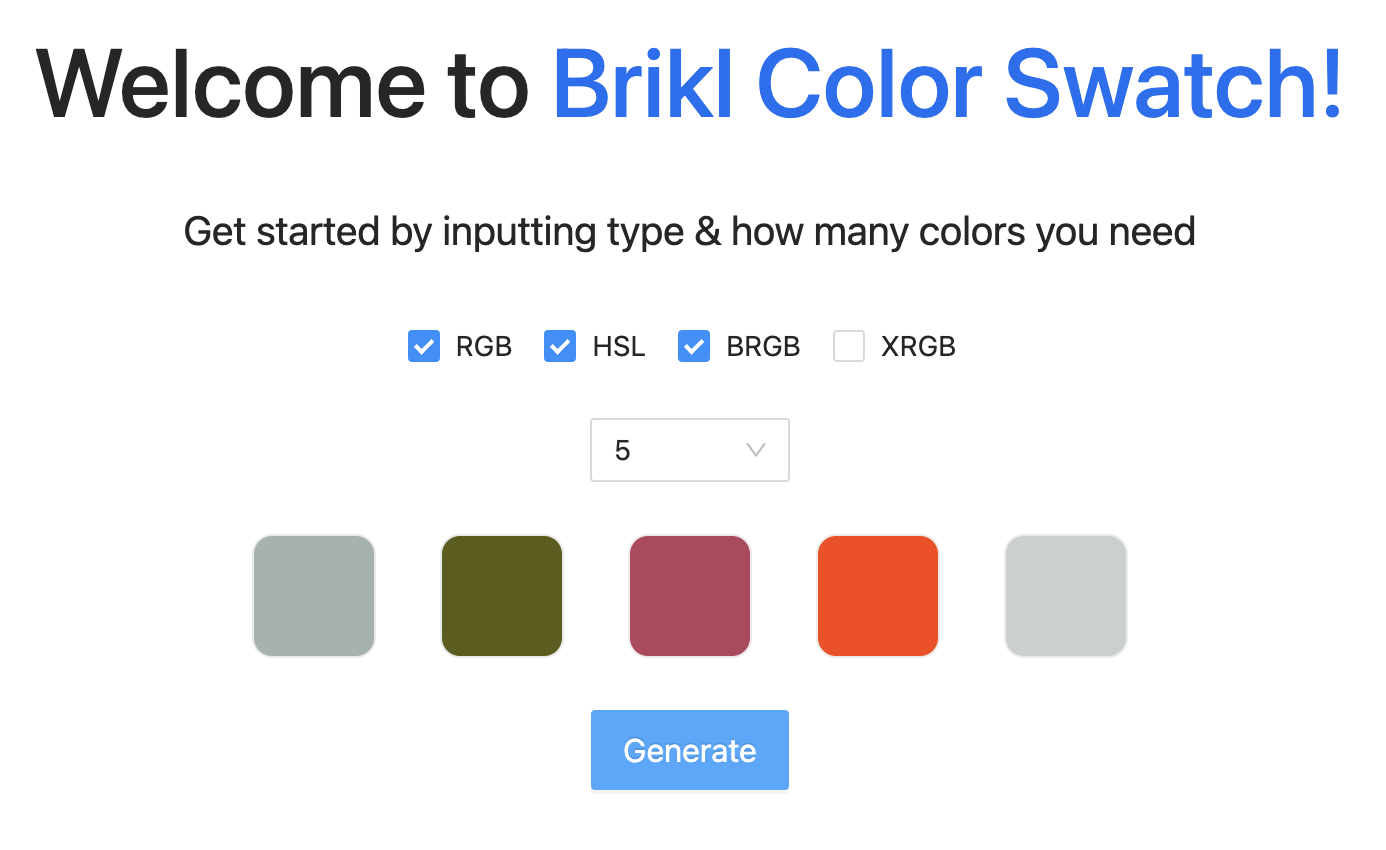 Welcome to Brikl Color Swatch!
Get started by inputting type & how many colors you need
RGB HSL BRGB XRGB
5
Generate